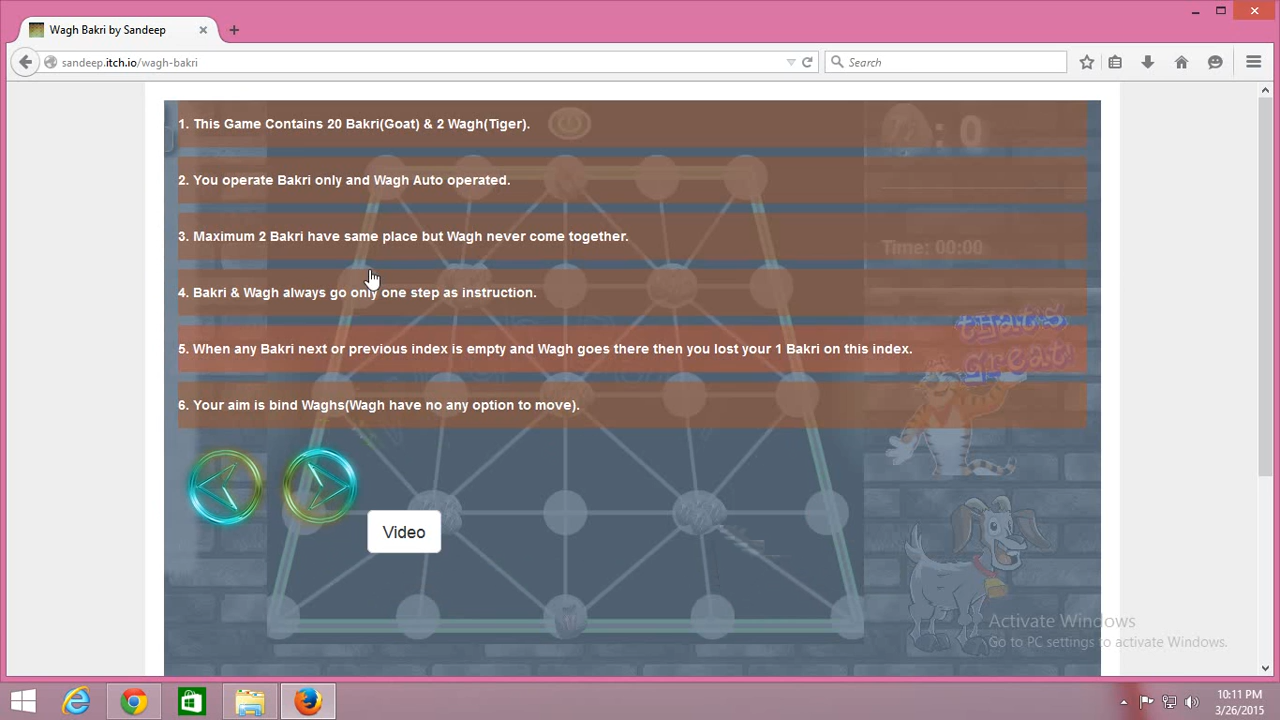 Wagh Bakri by Sandeep
sandeep.itch.io/wagh-bakri
Search
1. This Game Contains 20 Bakri(Goat) & 2 Wagh(Tiger).
: 0
2. You operate Bakri only and Wagh Auto operated.
3. Maximum 2 Bakri have same place but Wagh never come together.
Time: 00:00
4. Bakri & Wagh always go only one step as instruction.
that's
Great!
5. When any Bakri next or previous index is empty and Wagh goes there then you lost your 1 Bakri on this index.
6. Your aim is bind Waghs(Wagh have no any option to move).
Video
Activate Windows
Go to PC settings to activate Windows.
10:11 PM
3/26/2015